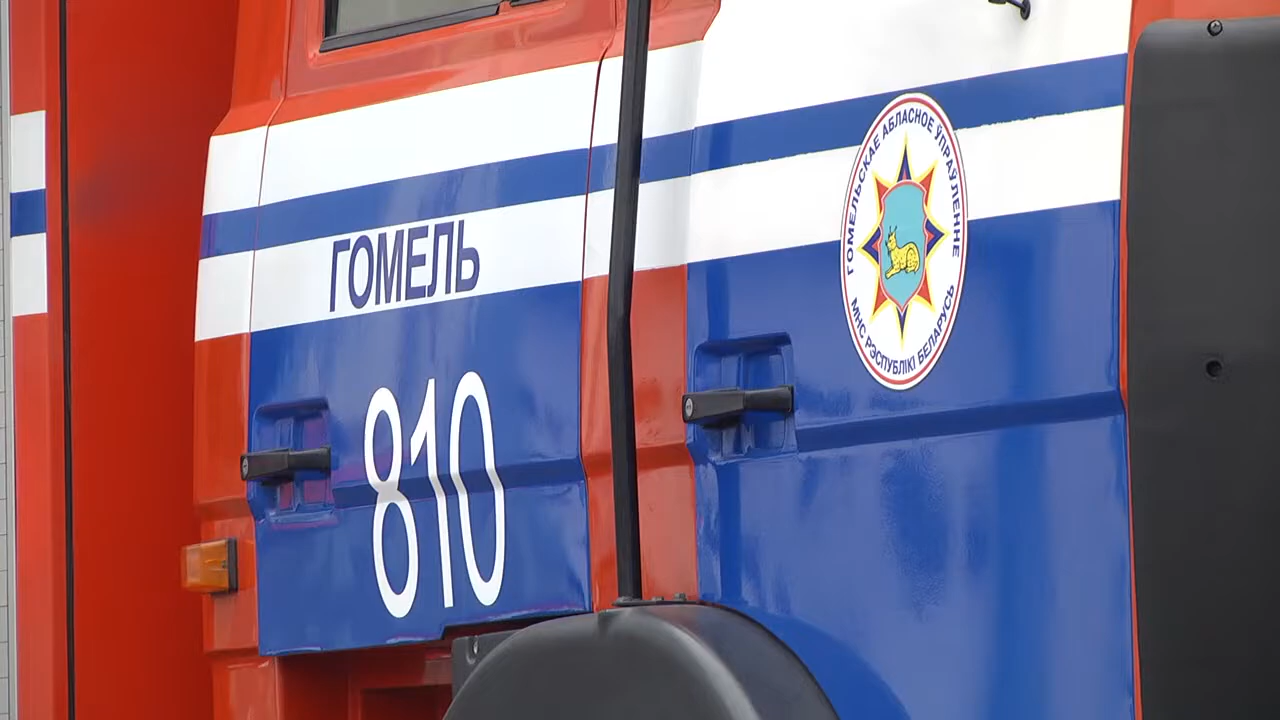 ГОМЕЛЬ
810
ГОМЕЛЬСКАЕ АБЛАСНОЕ ЎПРАЎЛЕННЕ
МНС РЭСПУБЛІКІ БЕЛАРУСЬ